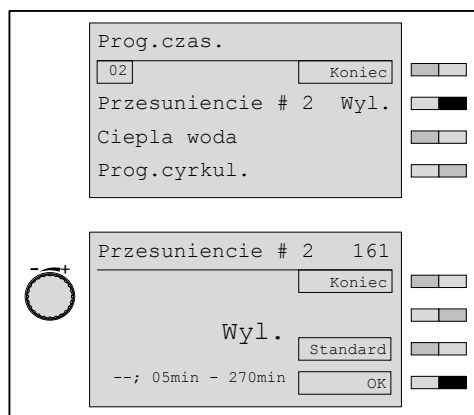 Prog.czas.
02 Koniec
Przesuniencie # 2 Wyl.
Ciepla woda
Prog.cyrkul.
Przesuniencie # 2 161
- +
Koniec
Wyl.
Standard
--; 05min - 270min OK